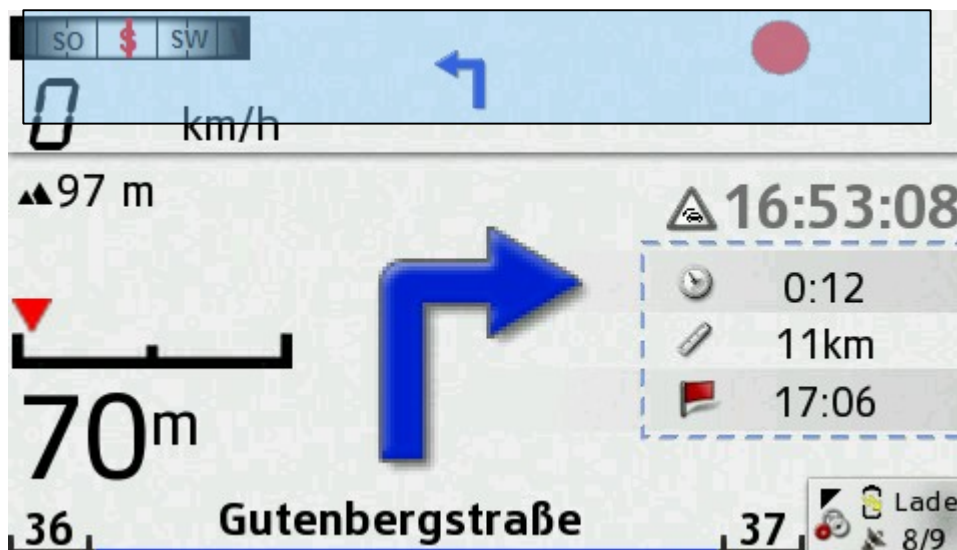 SO S SW
0 km/h
97 m
16:53:08
0:12
11km
17:06
70m
36 Gutenbergstraße 37
Lade
8/9